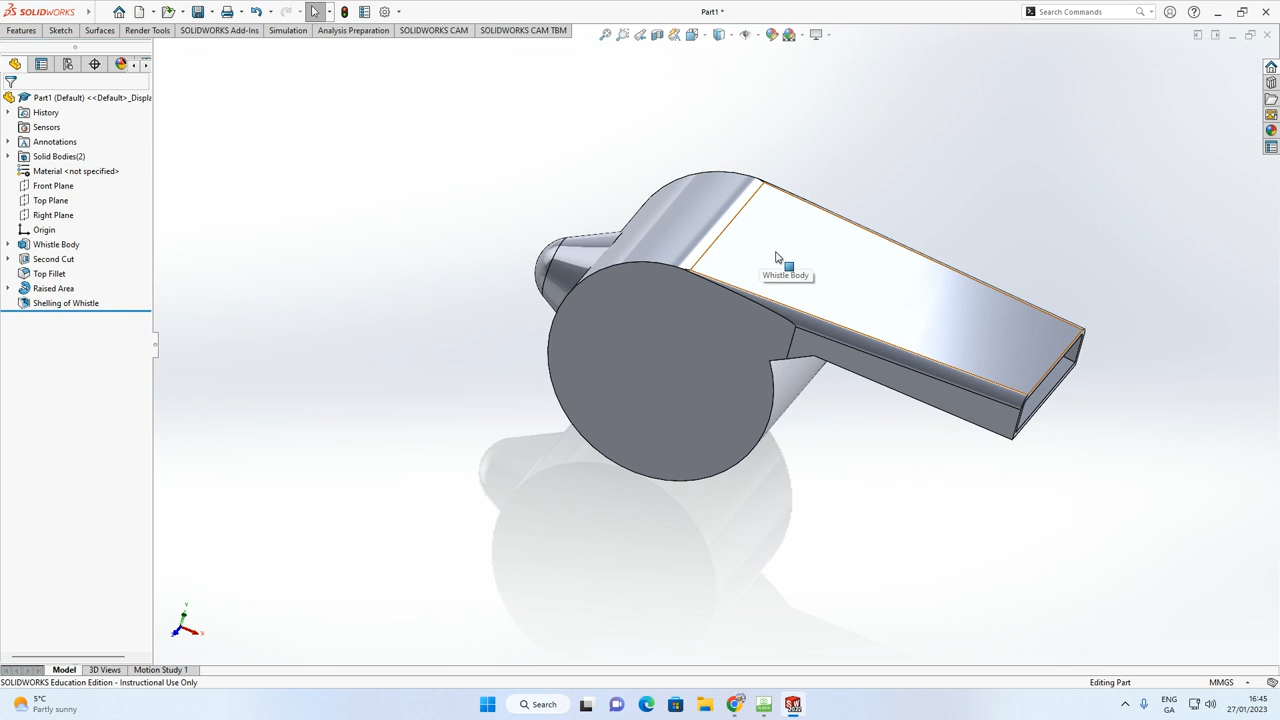 SOLIDWORKS
Part1 *
Search Commands
Features
Sketch
Surfaces
Render Tools
SOLIDWORKS Add-Ins
Simulation
Analysis Preparation
SOLIDWORKS CAM
SOLIDWORKS CAM TBM
Part1 (Default) <<Default>_Displa
History
Sensors
Annotations
Solid Bodies(2)
Material <not specified>
Front Plane
Top Plane
Right Plane
Origin
Whistle Body
Second Cut
Top Fillet
Raised Area
Shelling of Whistle
Whistle Body
Model
3D Views
Motion Study 1
SOLIDWORKS Education Edition - Instructional Use Only
Editing Part
MMGS
5°C
Partly sunny
Search
ENG
GA
16:45
27/01/2023